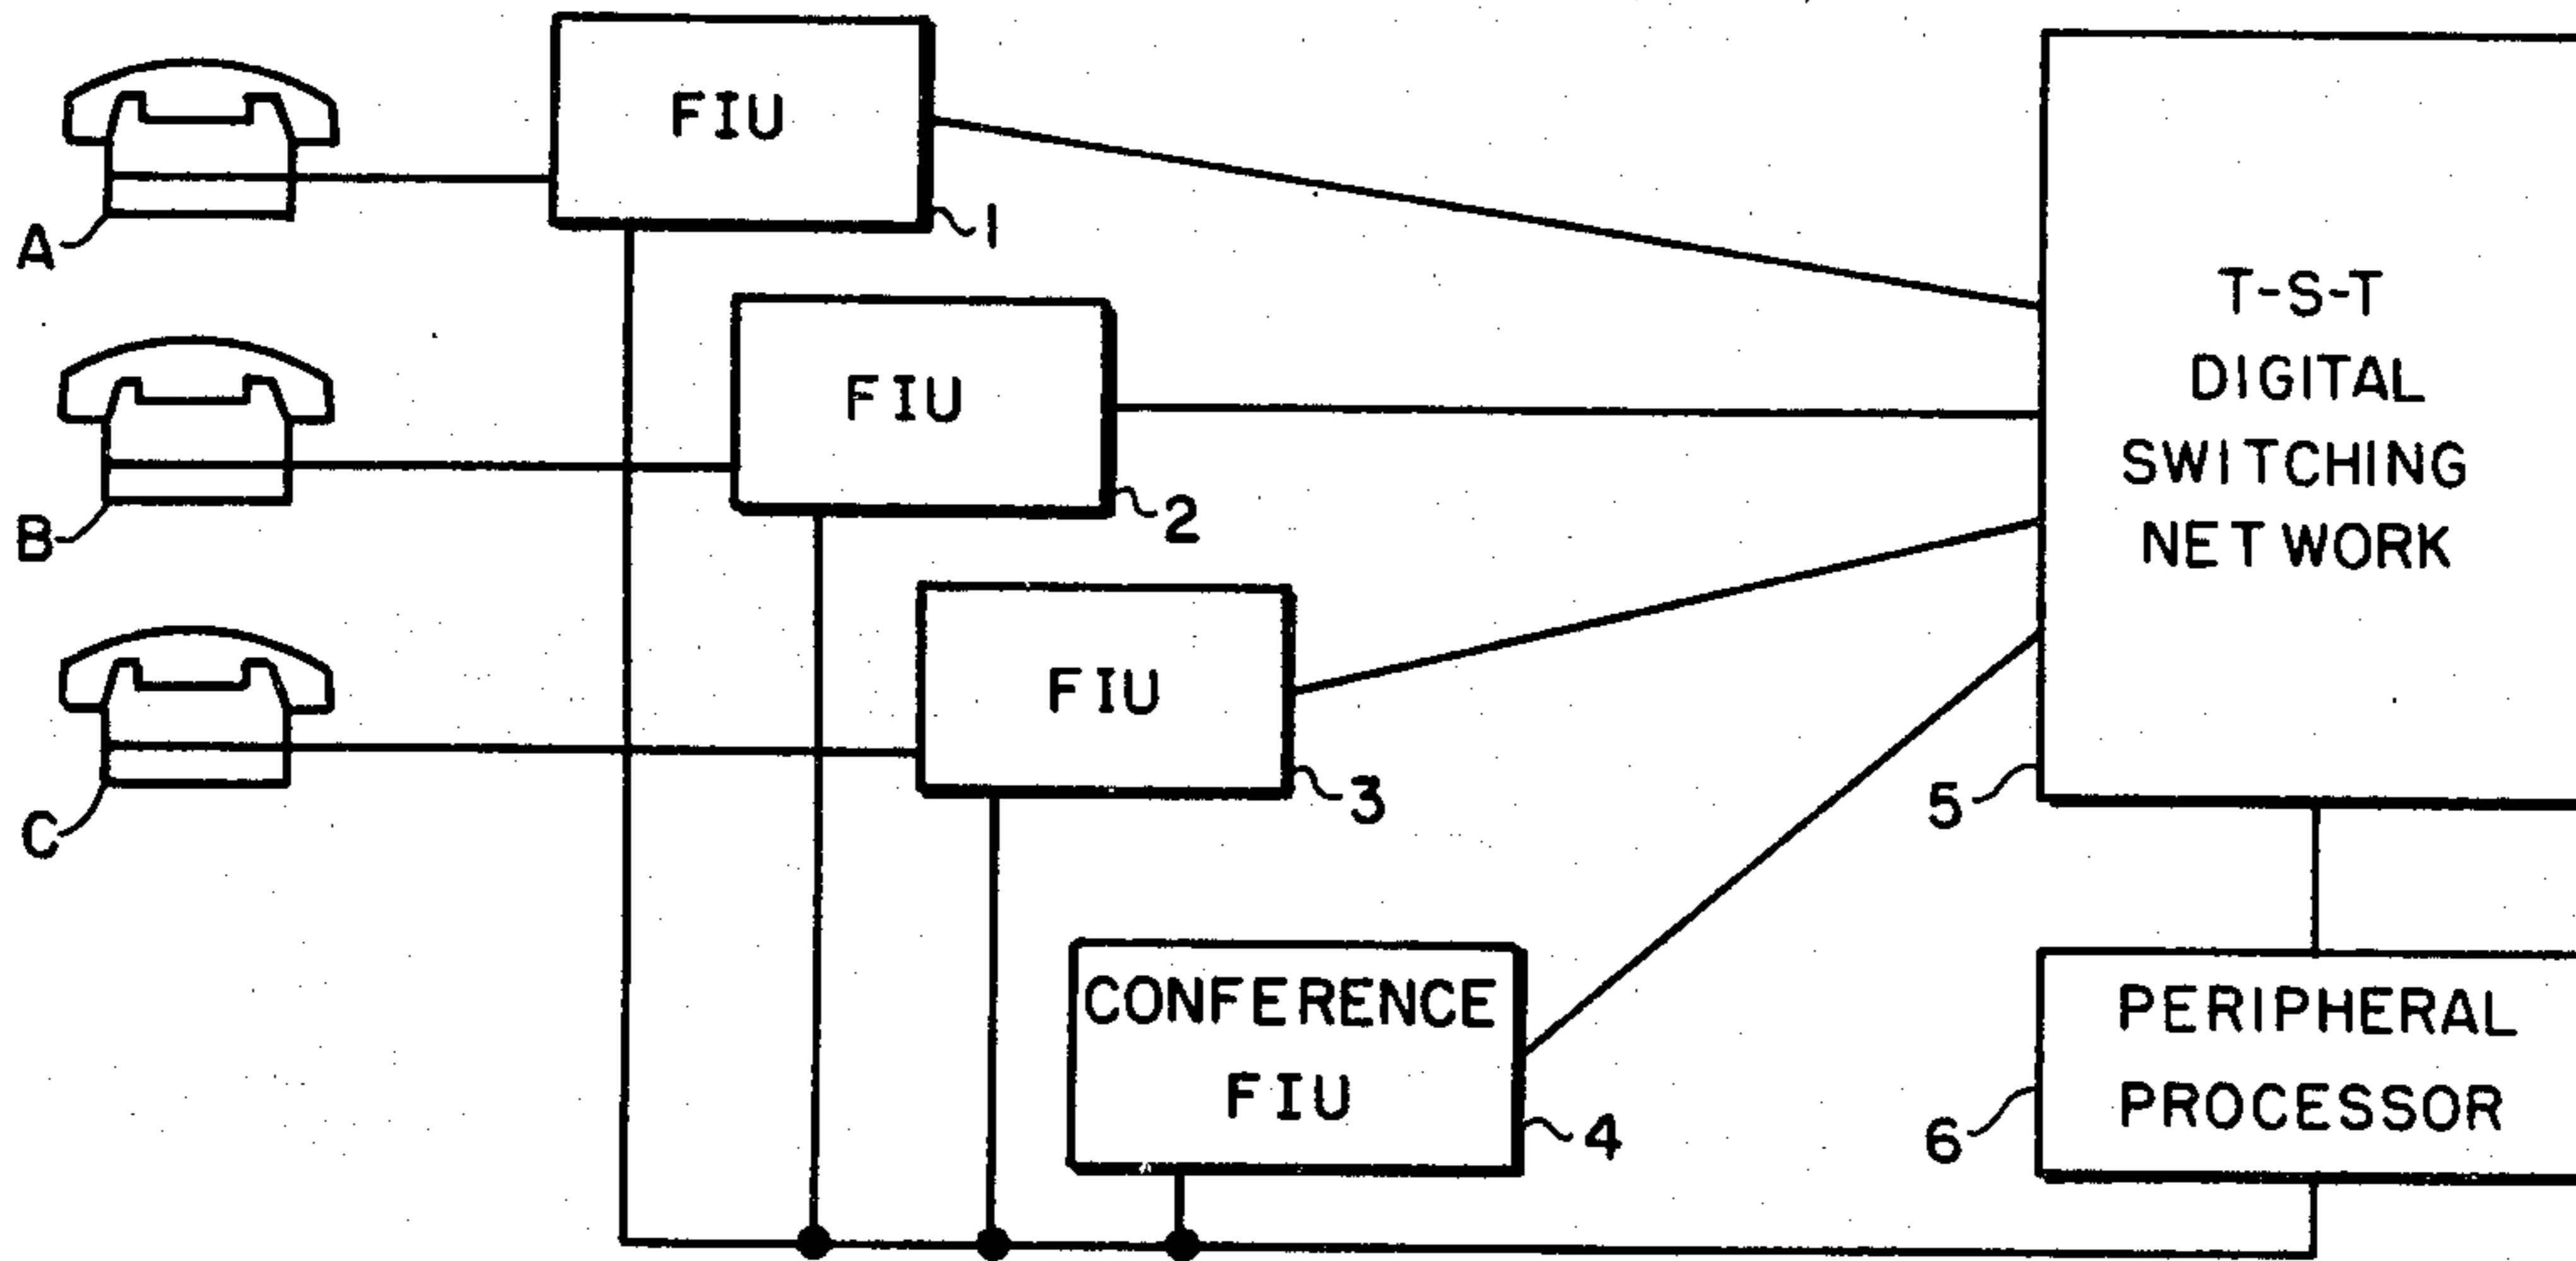 FIU
1
A
FIU
2
B
FIU
3
C
CONFERENCE
FIU
4
T-S-T
DIGITAL
SWITCHING
NETWORK
5
PERIPHERAL
PROCESSOR
6